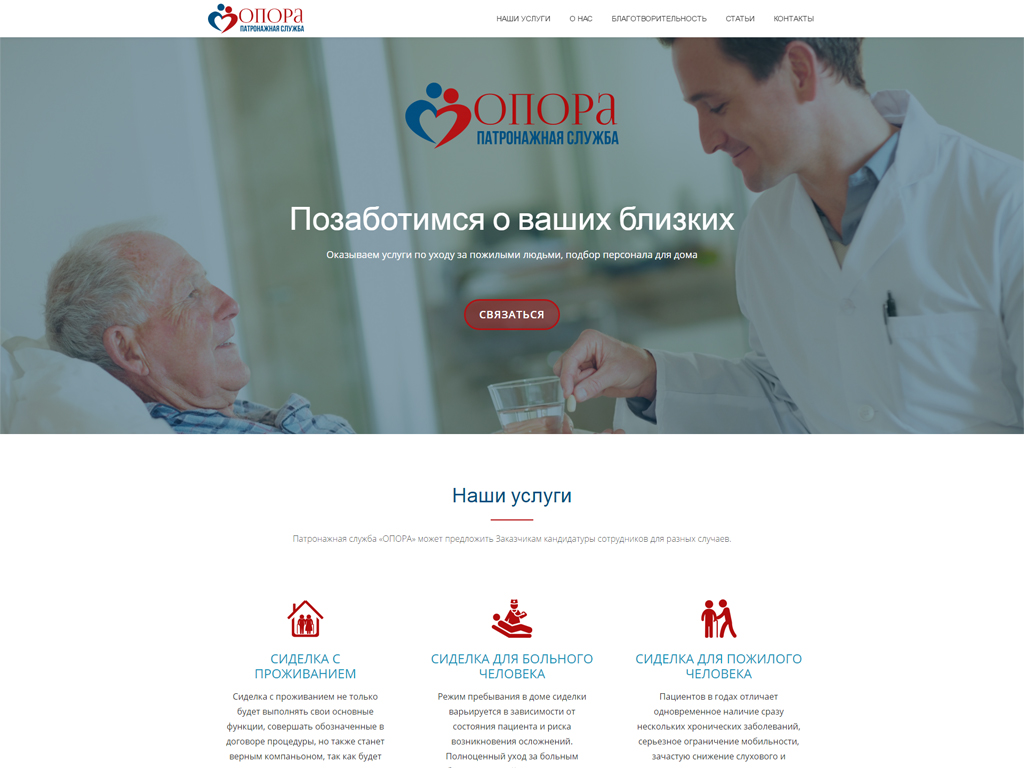 ОПОРА
ПАТРОНАЖНАЯ СЛУЖБА
НАШИ УСЛУГИ О НАС БЛАГОТВОРИТЕЛЬНОСТЬ СТАТЬИ КОНТАКТЫ
ОПОРА
ПАТРОНАЖНАЯ СЛУЖБА
Позаботимся о ваших близких
Оказываем услуги по уходу за пожилыми людьми, подбор персонала для дома
СВЯЗАТЬСЯ
Наши услуги
Патронажная служба «ОПОРА» может предложить Заказчикам кандидатуры сотрудников для разных случаев.
СИДЕЛКА С
ПРОЖИВАНИЕМ
Сиделка с проживанием не только
будет выполнять свои основные
функции, совершать обозначенные в
договоре процедуры, но также станет
верным компаньоном, так как будет
СИДЕЛКА ДЛЯ БОЛЬНОГО
ЧЕЛОВЕКА
Режим пребывания в доме сиделки
варьируется в зависимости от
состояния пациента и риска
возникновения осложнений.
Полноценный уход за больным
СИДЕЛКА ДЛЯ ПОЖИЛОГО
ЧЕЛОВЕКА
Пациентов в годах отличает
одновременное наличие сразу
нескольких хронических заболеваний,
серьезное ограничение мобильности,
зачастую снижение слухового и